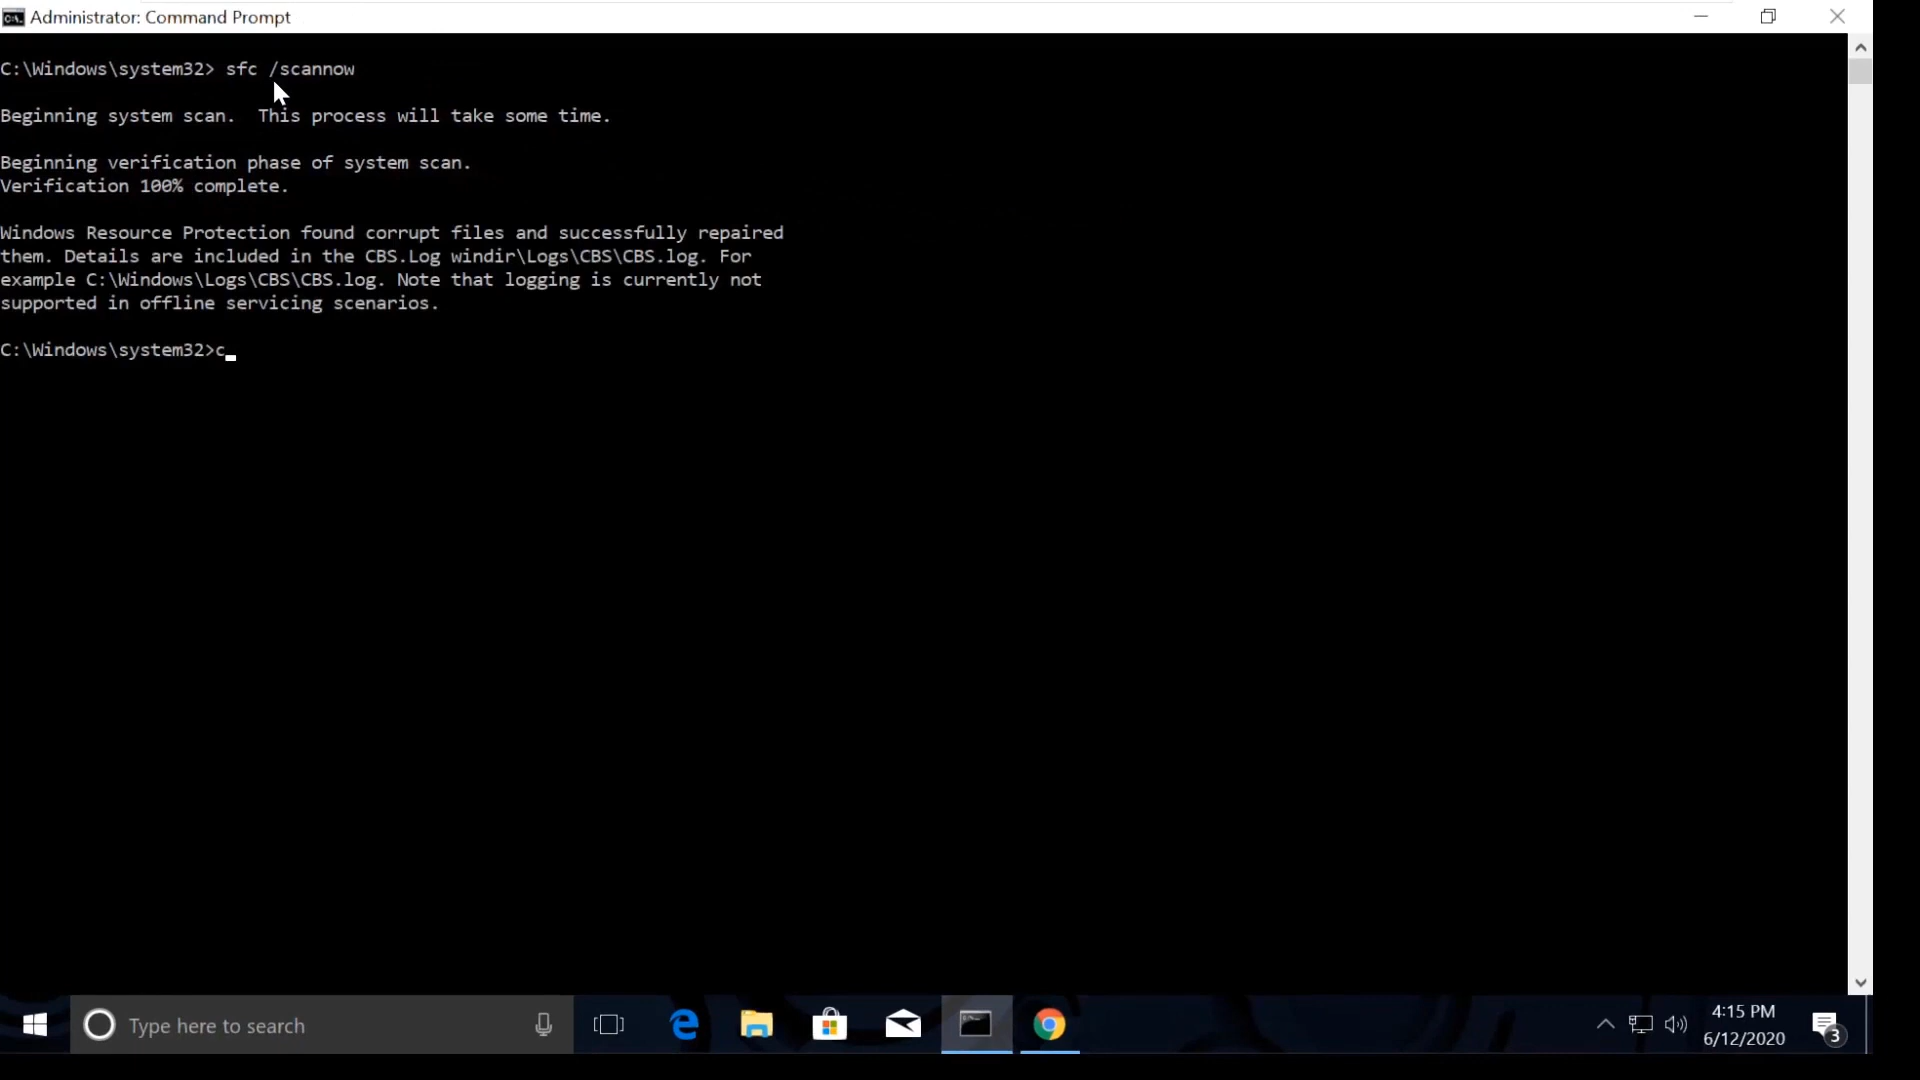 Administrator: Command Prompt
C:\Windows\system32> sfc /scannow
Beginning system scan.  This process will take some time.
Beginning verification phase of system scan.
Verification 100% complete.
Windows Resource Protection found corrupt files and successfully repaired
them. Details are included in the CBS.Log windir\Logs\CBS\CBS.log. For
example C:\Windows\Logs\CBS\CBS.log. Note that logging is currently not
supported in offline servicing scenarios.
C:\Windows\system32>c
Type here to search
4:15 PM
6/12/2020
3